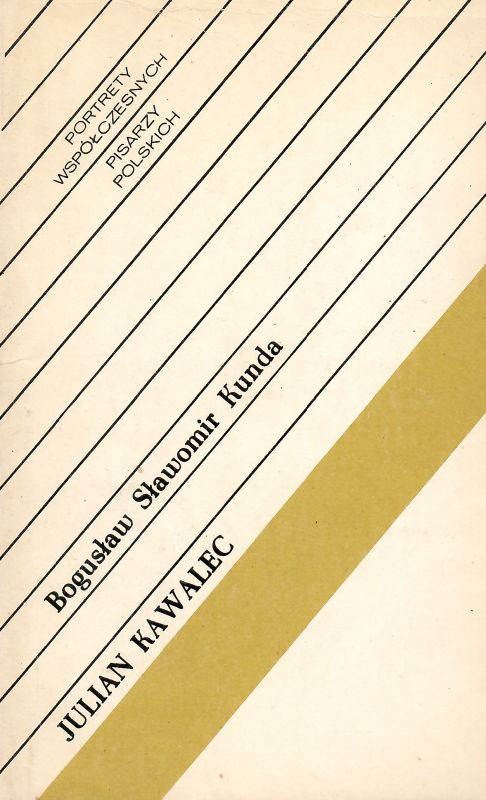 PORTRETY
WSPÓŁCZESNYCH
PISARZY
POLSKICH
Bogusław Sławomir Kunda
JULIAN KAWALEC